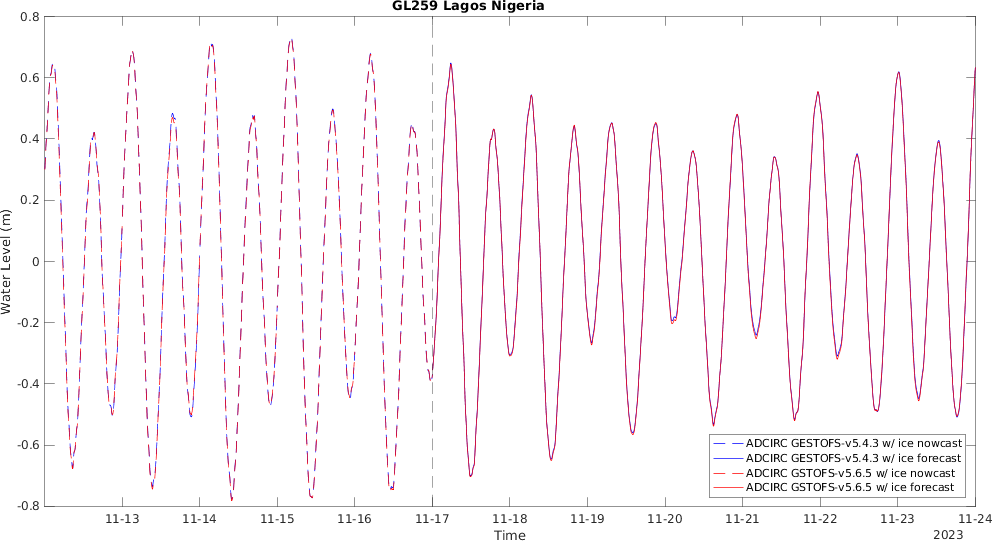 GL259 Lagos Nigeria
Water Level (m)
0.8
0.6
0.4
0.2
0
-0.2
-0.4
-0.6
-0.8
ADCIRC GESTOFS-v5.4.3 w/ ice nowcast
ADCIRC GESTOFS-v5.4.3 w/ ice forecast
ADCIRC GSTOFS-v5.6.5 w/ ice nowcast
ADCIRC GSTOFS-v5.6.5 w/ ice forecast
11-13 11-14 11-15 11-16 11-17 11-18 11-19 11-20 11-21 11-22 11-23 11-24
Time
2023